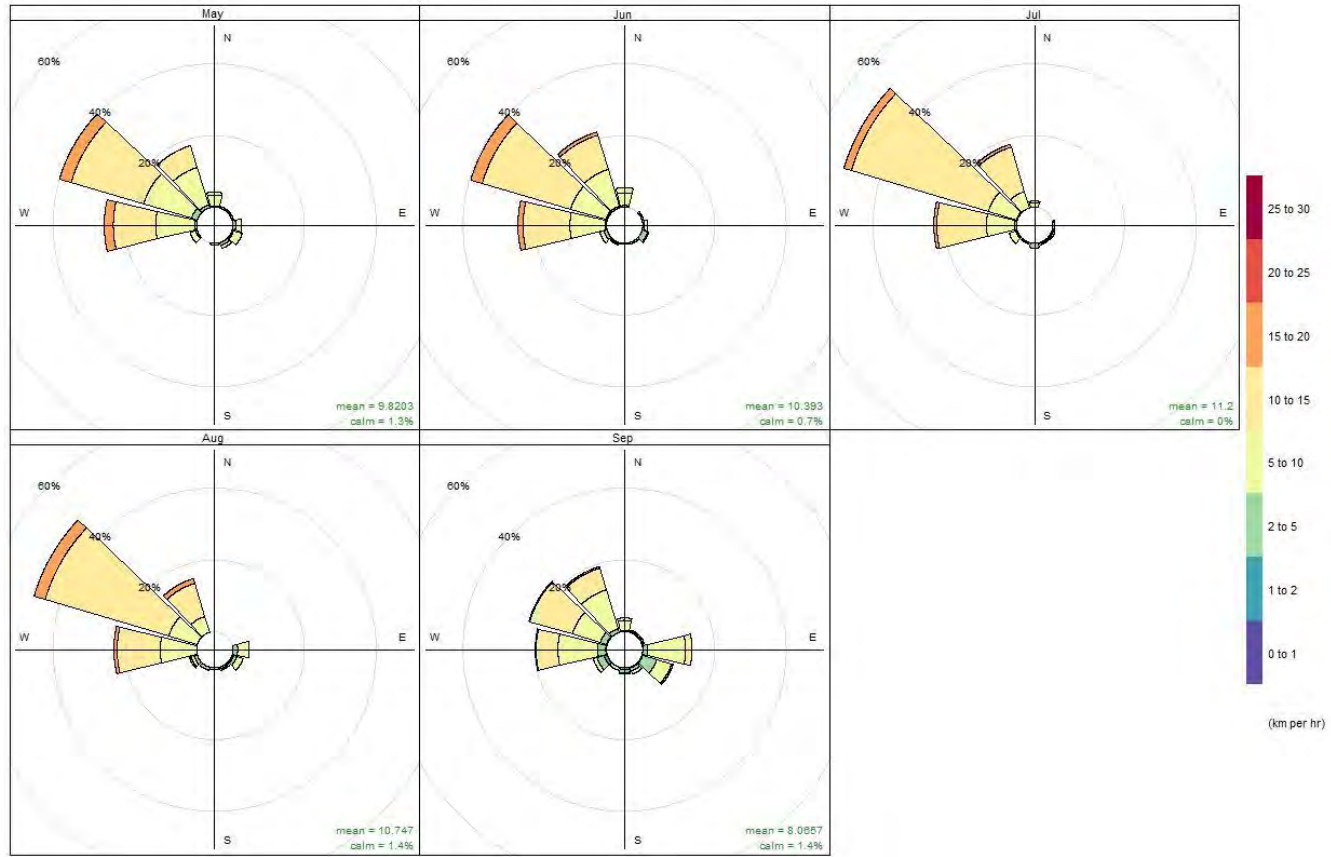 May
Jun
Jul
N
N
N
60%
60%
60%
40%
40%
40%
20%
20%
20%
W
E
W
E
W
E
S
S
S
mean = 9.8203
calm = 1.3%
mean = 10.393
calm = 0.7%
mean = 11.2
calm = 0%
Aug
Sep
N
N
60%
60%
40%
40%
20%
20%
W
E
W
E
S
S
mean = 10.747
calm = 1.4%
mean = 8.0667
calm = 1.4%
25 to 30
20 to 25
15 to 20
10 to 15
5 to 10
2 to 5
1 to 2
0 to 1
(km per hr)